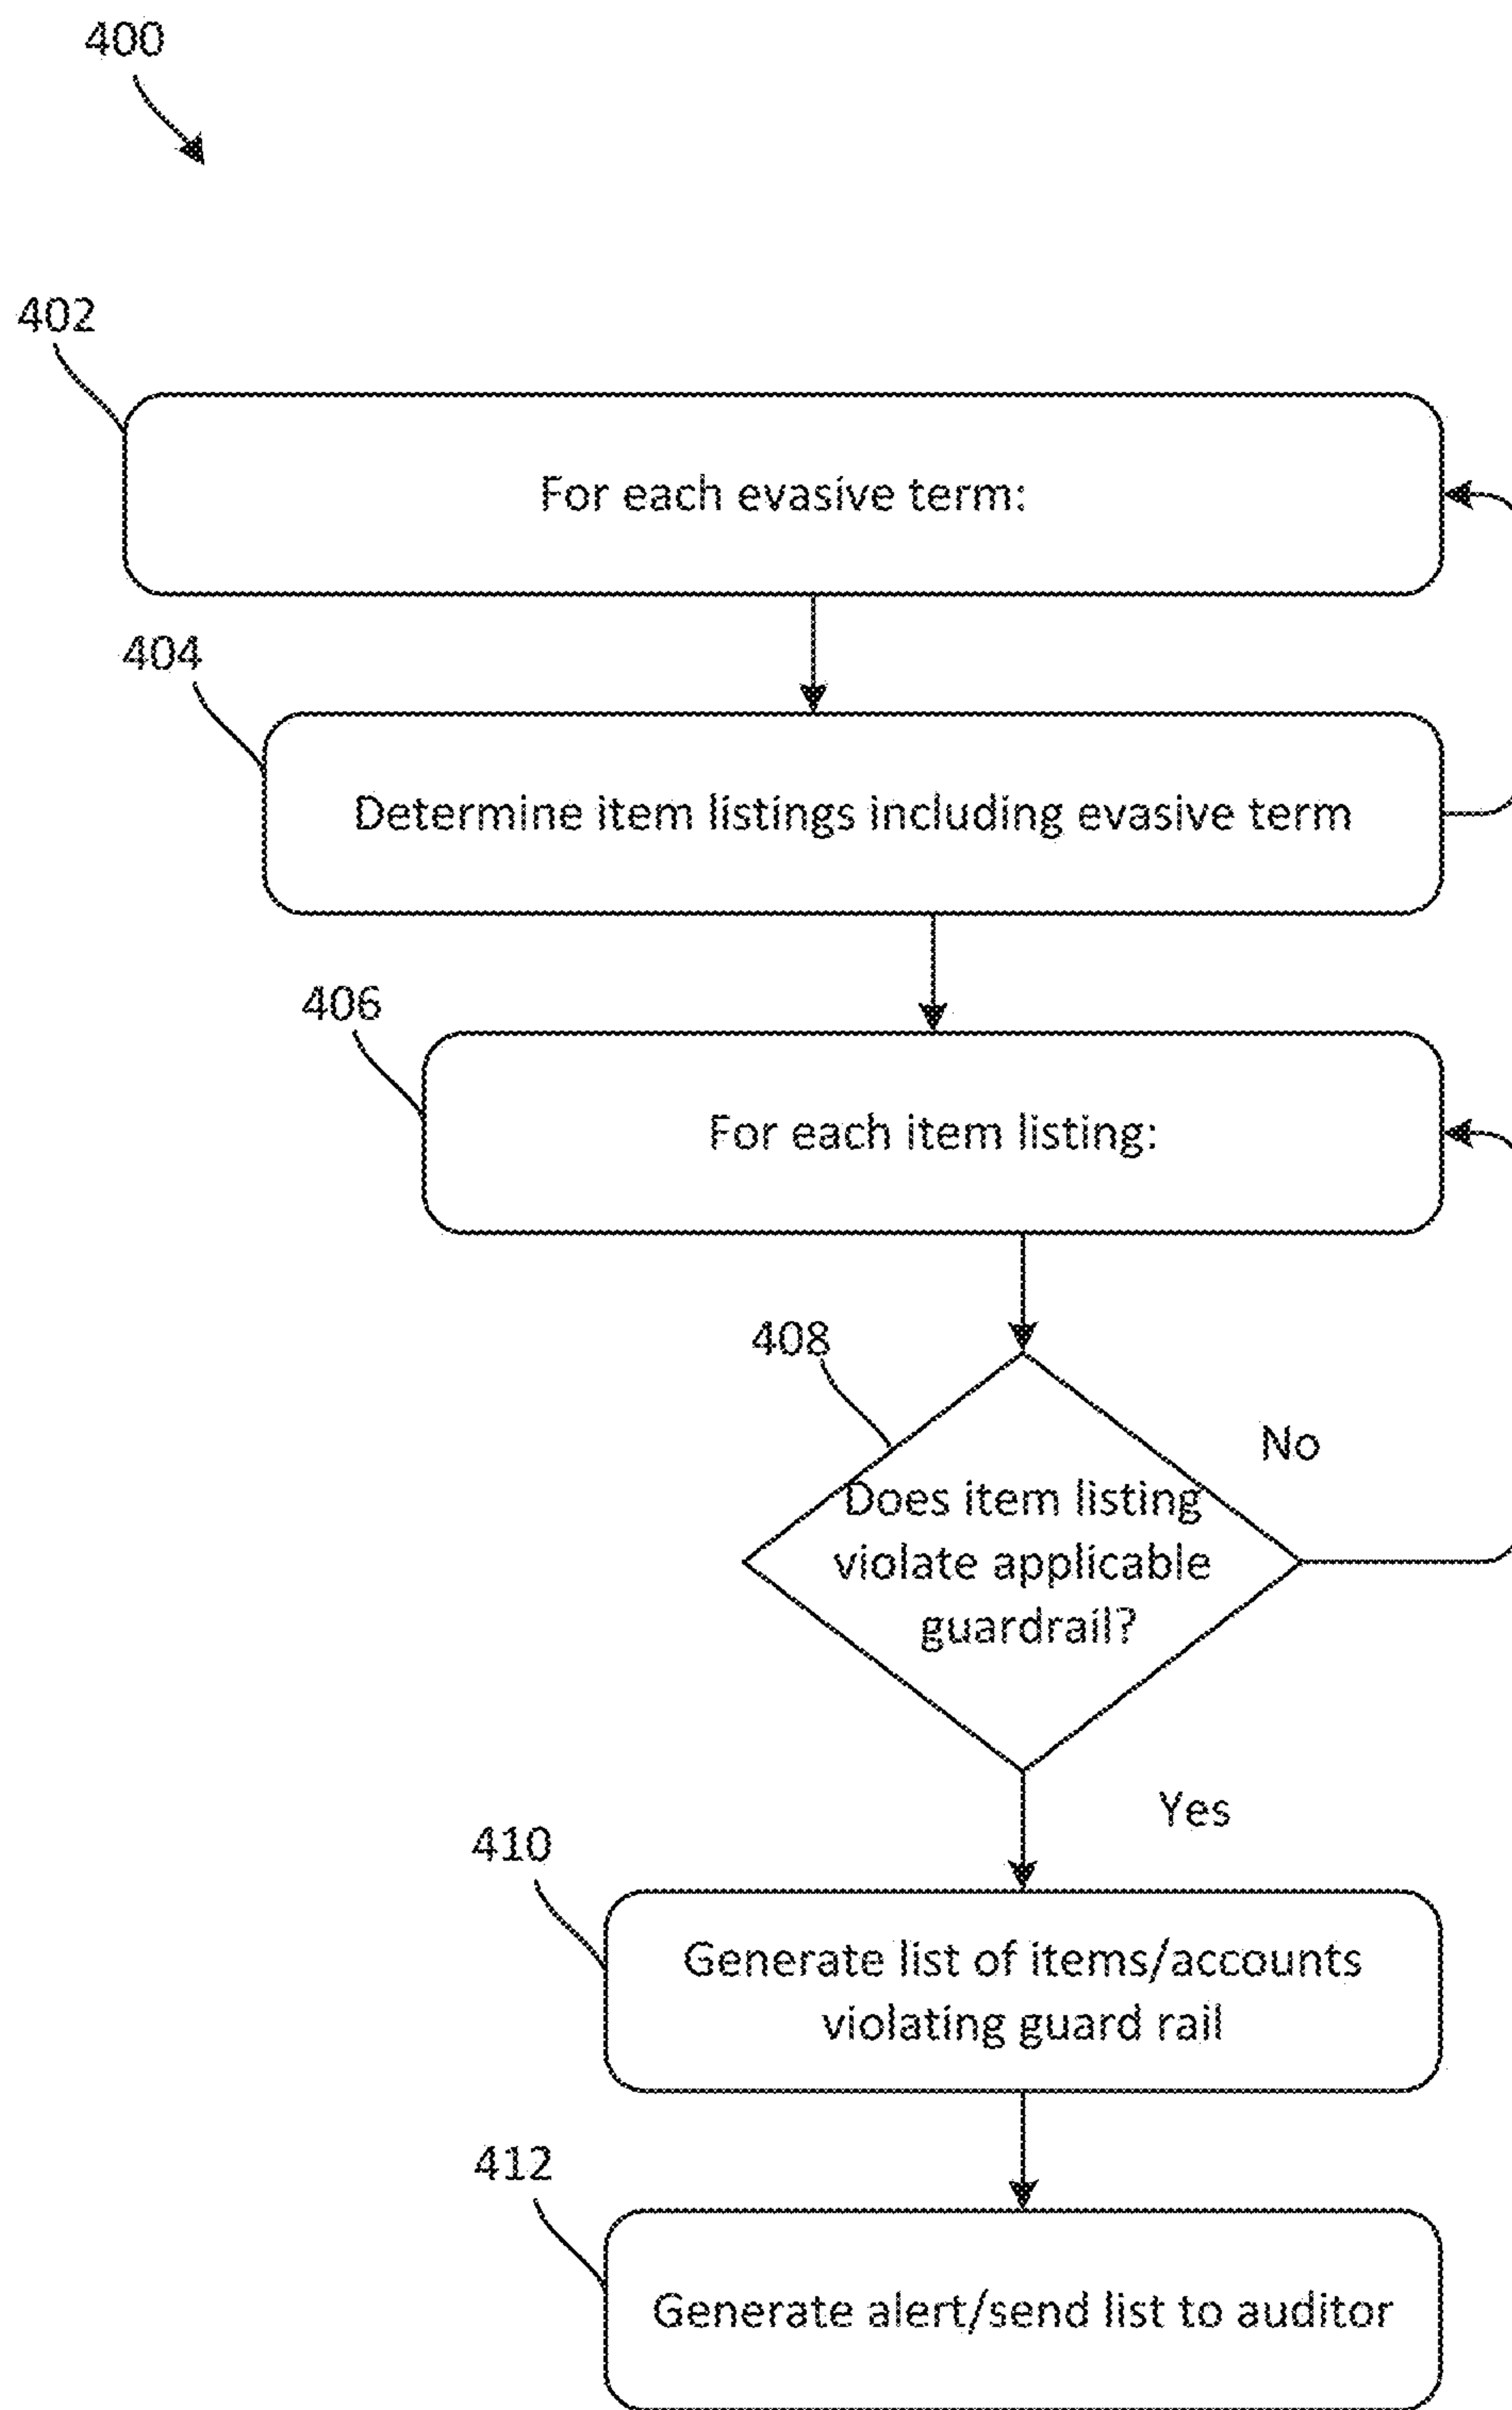 400
402
For each evasive term:
404
Determine item listings including evasive term
406
For each item listing:
408
No
Does item listing
violate applicable
guardrail?
Yes
410
Generate list of items/accounts
violating guard rail
412
Generate alert/send list to auditor